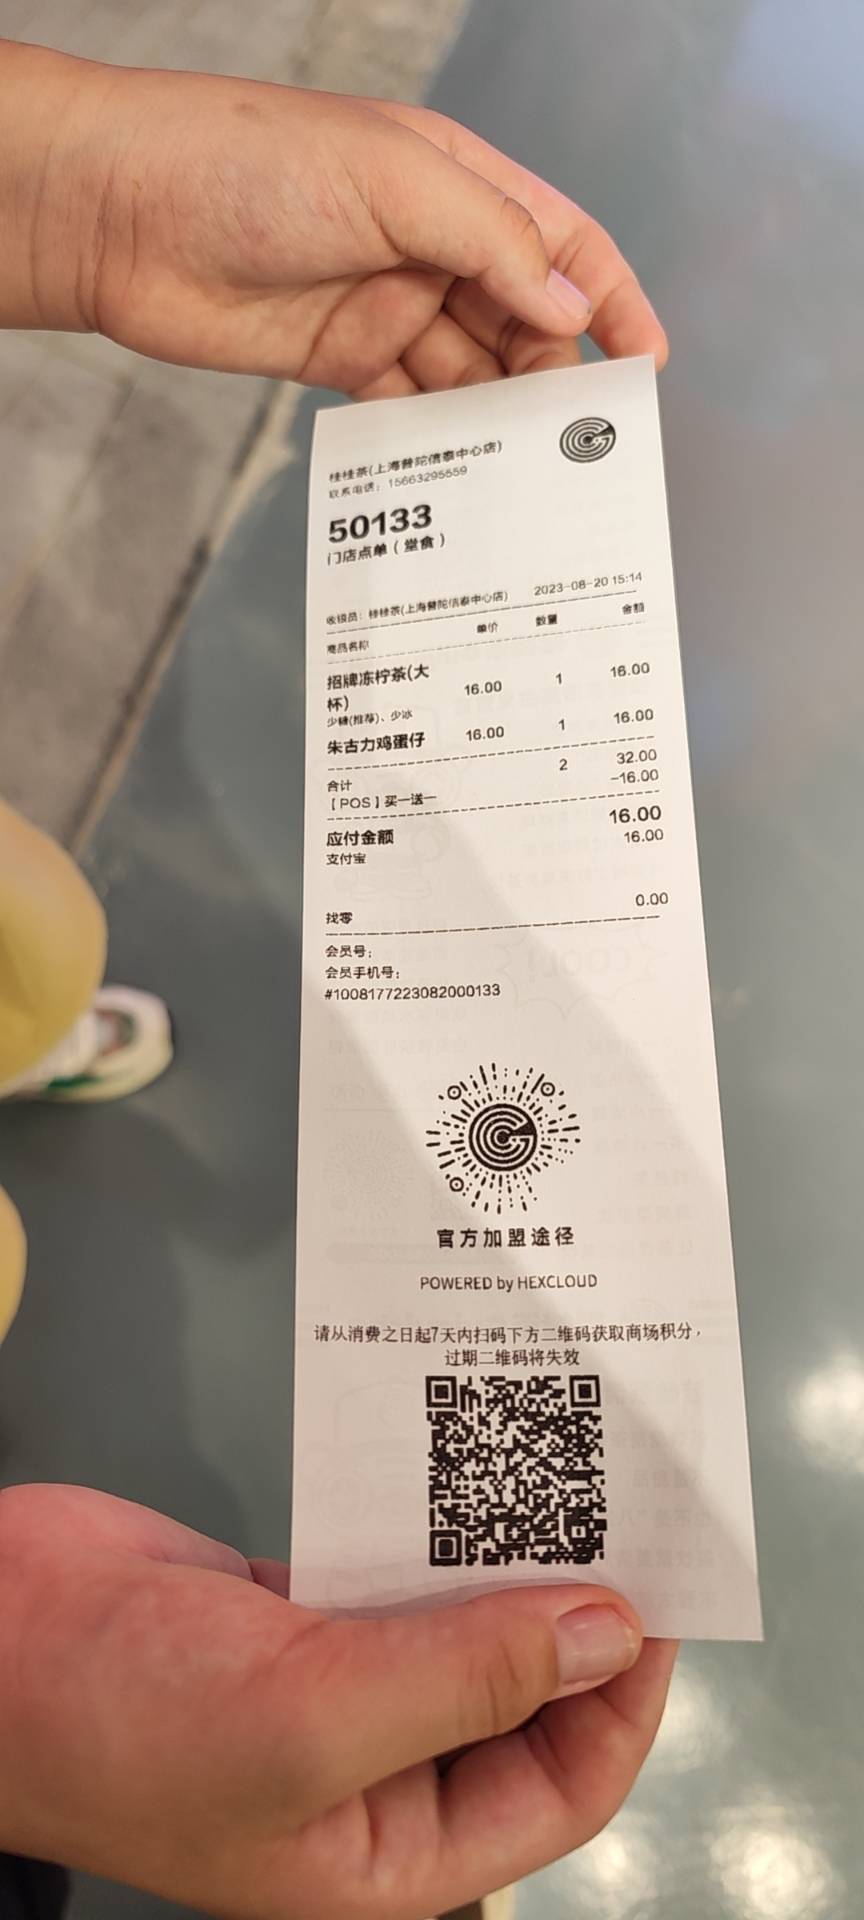 桂桂茶(上海普陀信泰中心店)
联系电话：15663295559
50133
门店点单（堂食）
收银员：桂桂茶(上海普陀信泰中心店) 2023-08-20 15:14
商品名称 单价 数量 金额
招牌冻柠茶(大 16.00 1 16.00
杯)
少糖(推荐)、少冰
朱古力鸡蛋仔 16.00 1 16.00
合计 2 32.00
【POS】买一送一 -16.00
应付金额 16.00
支付宝 16.00
找零 0.00
会员号：
会员手机号：
#1008177223082000133
官方加盟途径
POWERED by HEXCLOUD
请从消费之日起7天内扫码下方二维码获取商场积分，
过期二维码将失效